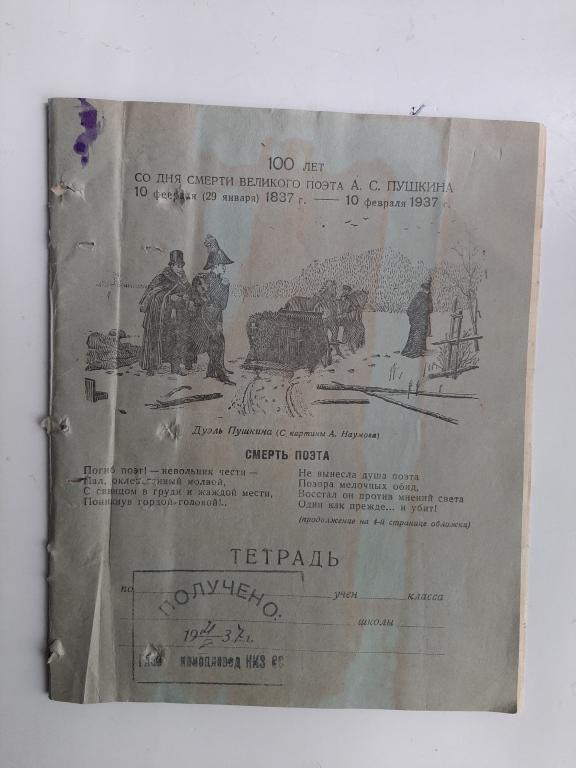 100 ЛЕТ
СО ДНЯ СМЕРТИ ВЕЛИКОГО ПОЭТА А. С. ПУШКИНА
10 февраля (29 января) 1837 г. — 10 февраля 1937 г.
Дуэль Пушкина (С картины А. Наумова)
СМЕРТЬ ПОЭТА
Погиб поэт! — невольник чести —
Пал, оклеветанный молвой,
С свинцом в груди и жаждой мести,
Поникнув гордой головой!..
Не вынесла душа поэта
Позора мелочных обид,
Восстал он против мнений света
Один как прежде... и убит!
(продолжение на 4-й странице обложки)
ТЕТРАДЬ
по учен класса
школы
ПОЛУЧЕНО:
37 г.